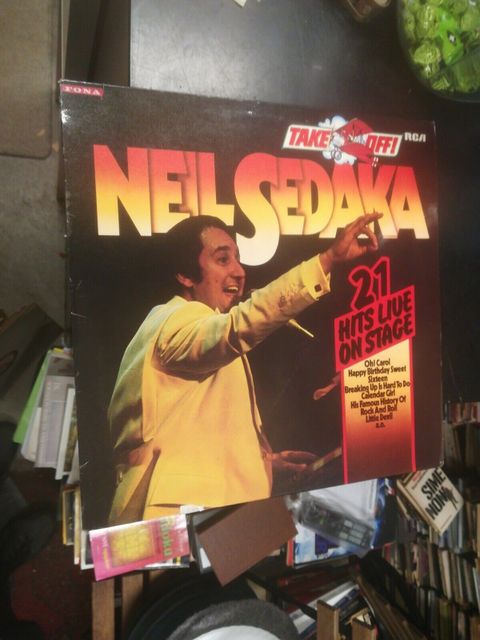 FONA
TAKE OFF!
RCA
NEIL SEDAKA
21
HITS LIVE
ON STAGE
Oh! Carol
Happy Birthday Sweet
Sixteen
Breaking Up Is Hard To Do
Calendar Girl
His Famous History Of
Rock And Roll
Little Devil
a.o.
SOME
NOW